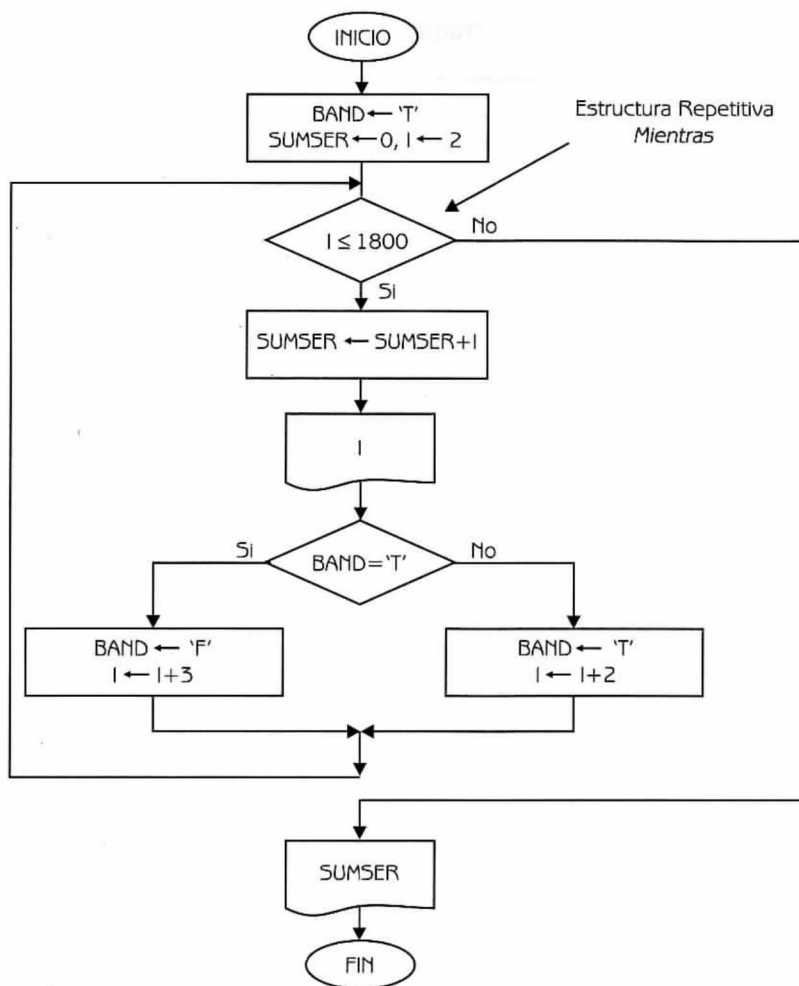 INICIO
BAND ← 'T'
SUMSER ← 0, I ← 2
Estructura Repetitiva
Mientras
I ≤ 1800
No
Si
SUMSER ← SUMSER+I
I
Si
BAND='T'
No
BAND ← 'F'
I ← I+3
BAND ← 'T'
I ← I+2
SUMSER
FIN